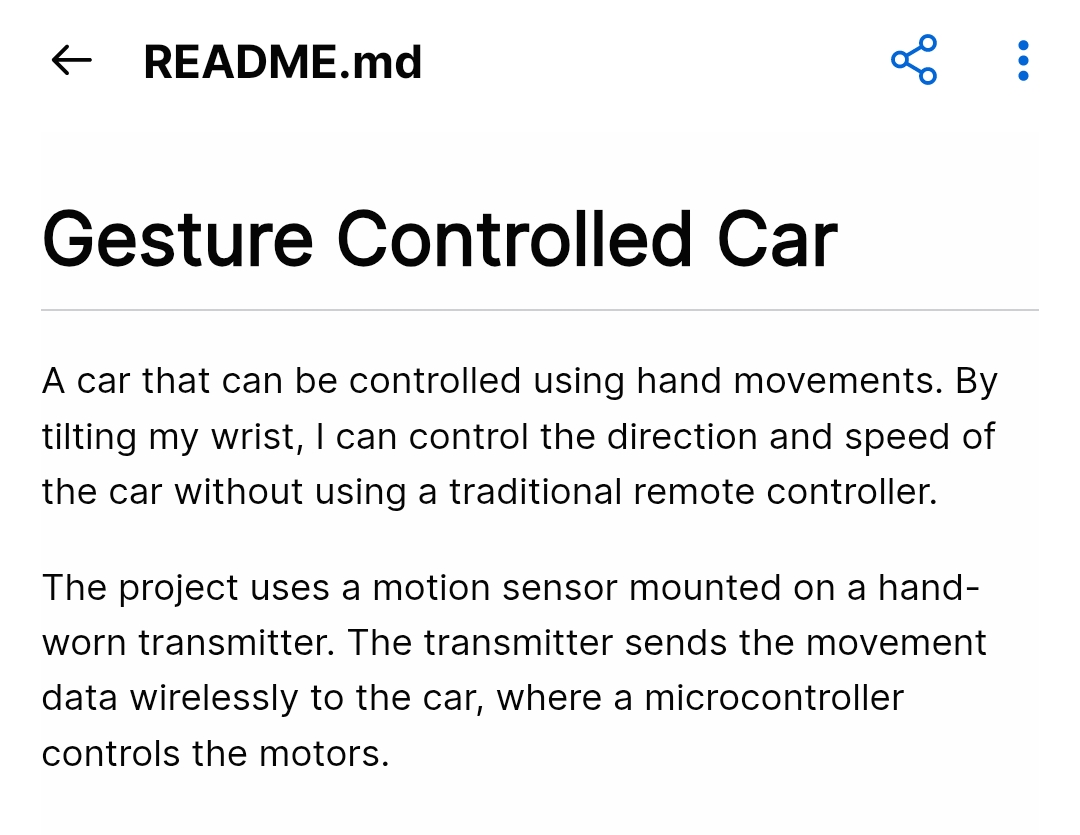 README.md
Gesture Controlled Car
A car that can be controlled using hand movements. By
tilting my wrist, I can control the direction and speed of
the car without using a traditional remote controller.
The project uses a motion sensor mounted on a hand-
worn transmitter. The transmitter sends the movement
data wirelessly to the car, where a microcontroller
controls the motors.